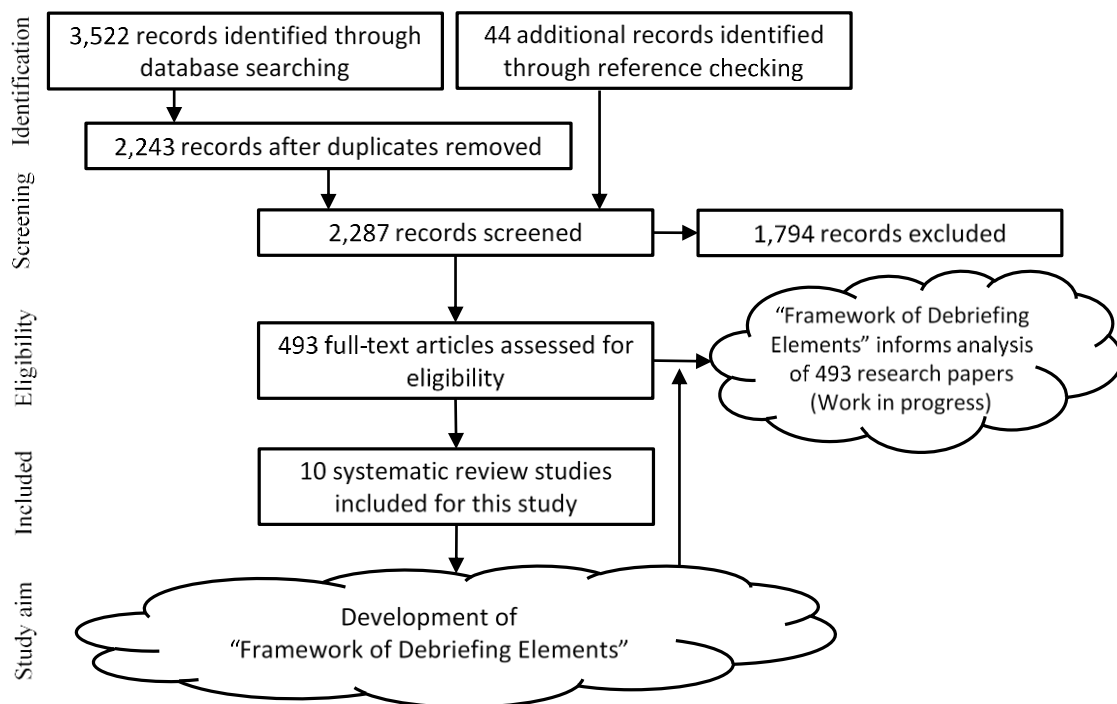 Identification
3,522 records identified through
database searching
44 additional records identified
through reference checking
2,243 records after duplicates removed
Screening
2,287 records screened
1,794 records excluded
Eligibility
493 full-text articles assessed for
eligibility
“Framework of Debriefing
Elements” informs analysis
of 493 research papers
(Work in progress)
Included
10 systematic review studies
included for this study
Study aim
Development of
“Framework of Debriefing Elements”